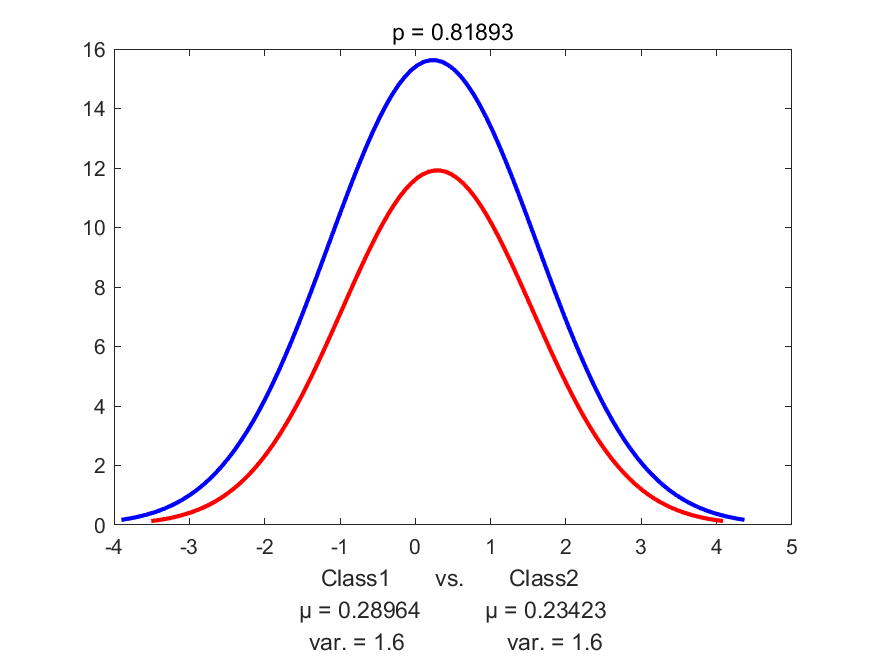 p = 0.81893
16
14
12
10
8
6
4
2
0
-4 -3 -2 -1 0 1 2 3 4 5
Class1 vs. Class2
μ = 0.28964 μ = 0.23423
var. = 1.6 var. = 1.6